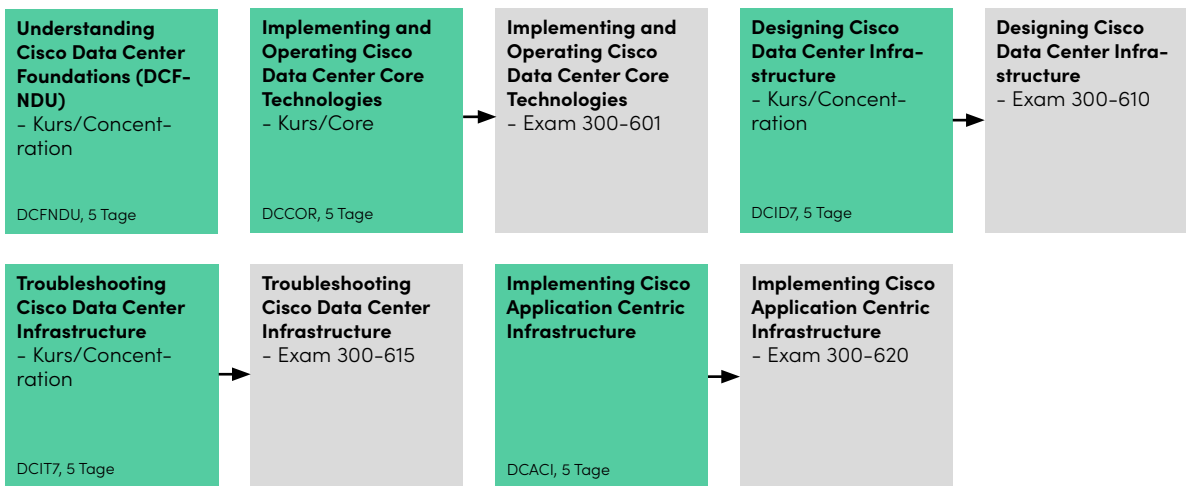 Understanding
Cisco Data Center
Foundations (DCF-
NDU)
- Kurs/Concent-
ration
DCFNDU, 5 Tage
Implementing and
Operating Cisco
Data Center Core
Technologies
- Kurs/Core
DCCOR, 5 Tage
Implementing and
Operating Cisco
Data Center Core
Technologies
- Exam 300-601
Designing Cisco
Data Center Infra-
structure
- Kurs/Concent-
ration
DCID7, 5 Tage
Designing Cisco
Data Center Infra-
structure
- Exam 300-610
Troubleshooting
Cisco Data Center
Infrastructure
- Kurs/Concent-
ration
DCIT7, 5 Tage
Troubleshooting
Cisco Data Center
Infrastructure
- Exam 300-615
Implementing Cisco
Application Centric
Infrastructure
DCACI, 5 Tage
Implementing Cisco
Application Centric
Infrastructure
- Exam 300-620